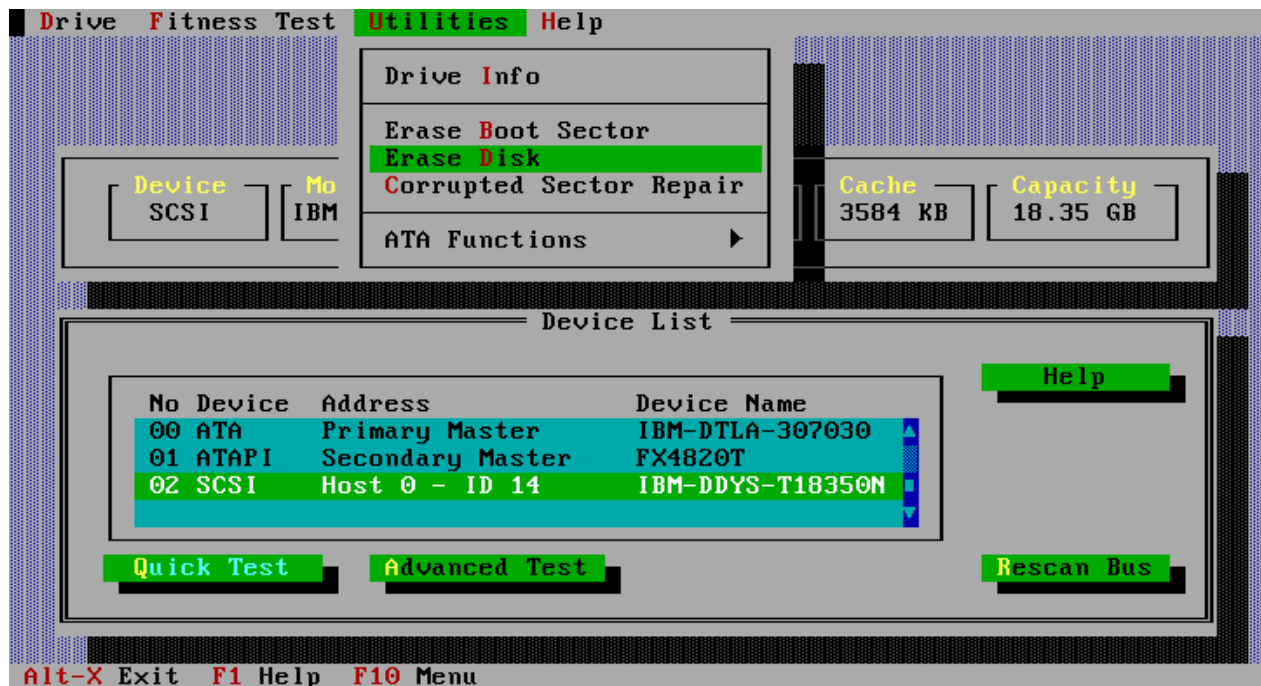 Drive Fitness Test Utilities Help
Drive Info
Erase Boot Sector
Erase Disk
Corrupted Sector Repair
ATA Functions
Device Mo Cache Capacity
SCSI IBM 3584 KB 18.35 GB
Device List
Help
No Device Address Device Name
00 ATA Primary Master IBM-DTLA-307030
01 ATAPI Secondary Master FX4820T
02 SCSI Host 0 - ID 14 IBM-DDYS-T18350N
Quick Test Advanced Test Rescan Bus
Alt-X Exit F1 Help F10 Menu